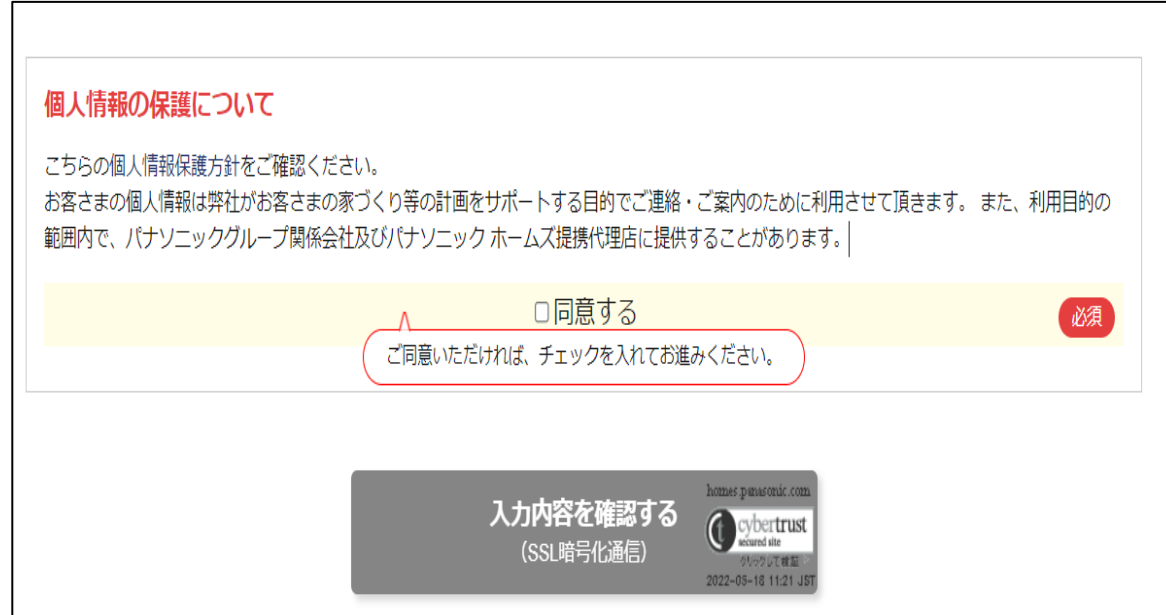 個人情報の保護について
こちらの個人情報保護方針をご確認ください。
お客さまの個人情報は弊社がお客さまの家づくり等の計画をサポートする目的でご連絡・ご案内のために利用させて頂きます。 また、利用目的の
範囲内で、パナソニックグループ関係会社及びパナソニック ホームズ提携代理店に提供することがあります。
同意する
必須
ご同意いただければ、チェックを入れてお進みください。
入力内容を確認する
(SSL暗号化通信)
homes.panasonic.com
cybertrust
secured site
クリックして検証
2022-05-18 11:21 JST